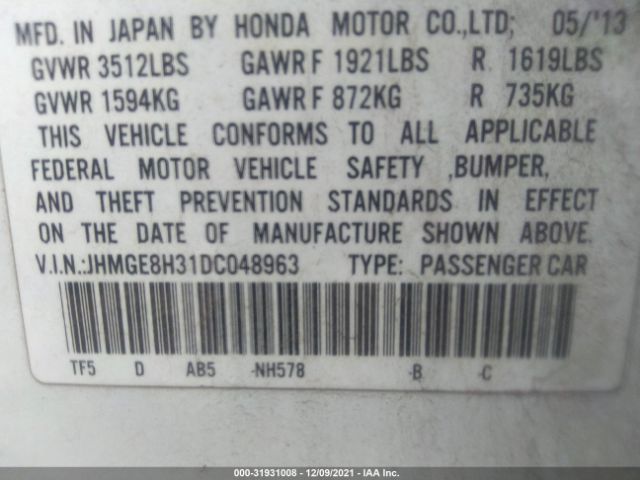 MFD. IN JAPAN BY HONDA MOTOR CO.,LTD; 05/'13
GVWR 3512LBS GAWR F 1921LBS R 1619LBS
GVWR 1594KG GAWR F 872KG R 735KG
THIS VEHICLE CONFORMS TO ALL APPLICABLE
FEDERAL MOTOR VEHICLE SAFETY ,BUMPER,
AND THEFT PREVENTION STANDARDS IN EFFECT
ON THE DATE OF MANUFACTURE SHOWN ABOVE.
V.I.N.:JHMGE8H31DC048963 TYPE: PASSENGER CAR
TF5 D AB5 -NH578 -B -C
000-31931008 - 12/09/2021 - IAA Inc.